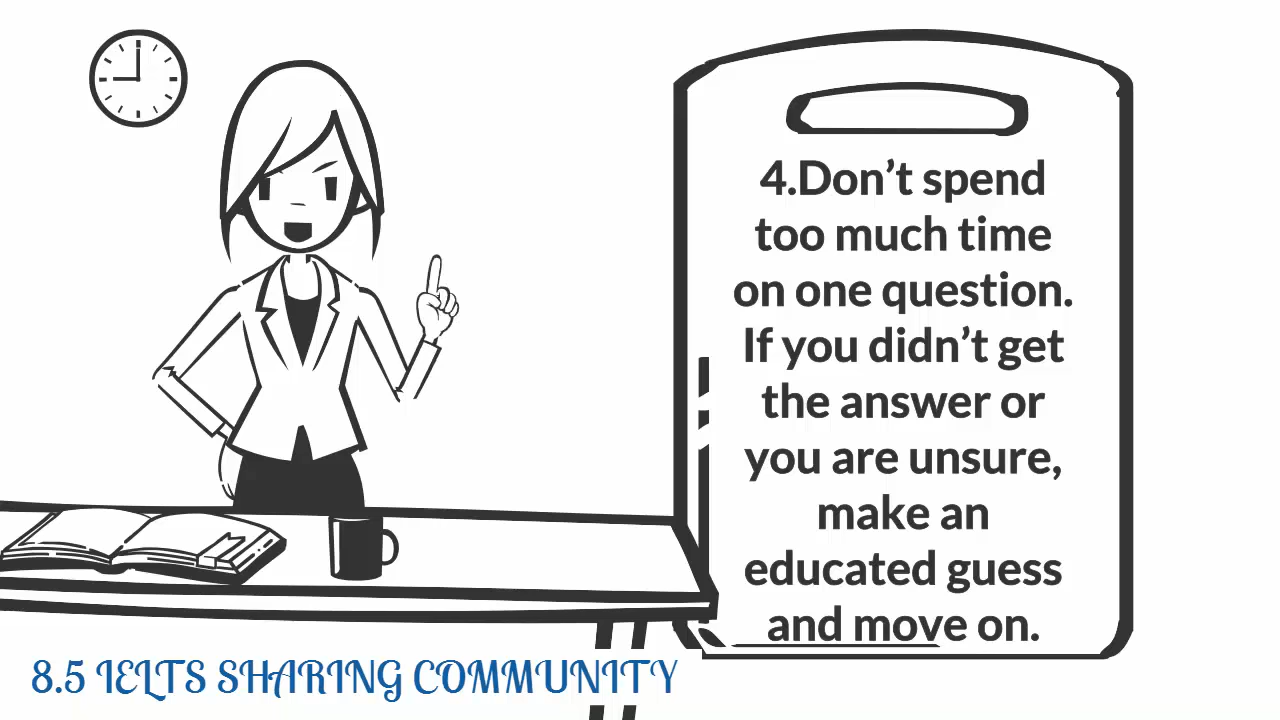 4.Don’t spend
too much time
on one question.
If you didn’t get
the answer or
you are unsure,
make an
educated guess
and move on.
8.5 IELTS SHARING COMMUNITY